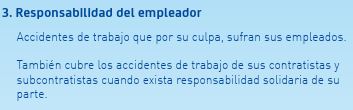 3. Responsabilidad del empleador
Accidentes de trabajo que por su culpa, sufran sus empleados.
También cubre los accidentes de trabajo de sus contratistas y
subcontratistas cuando exista responsabilidad solidaria de su
parte.